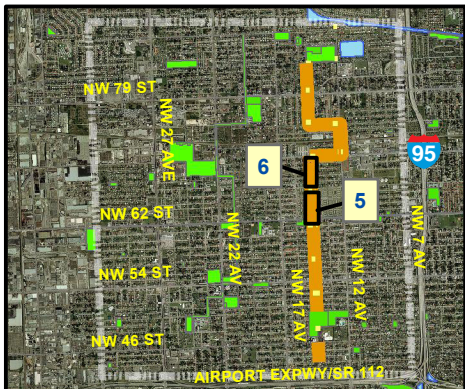 NW 79 ST
NW 27 AVE
95
6
5
NW 62 ST
NW 22 AV
NW 7 AV
NW 54 ST
NW 17 AV
NW 12 AV
NW 46 ST
AIRPORT EXPWY/SR 112